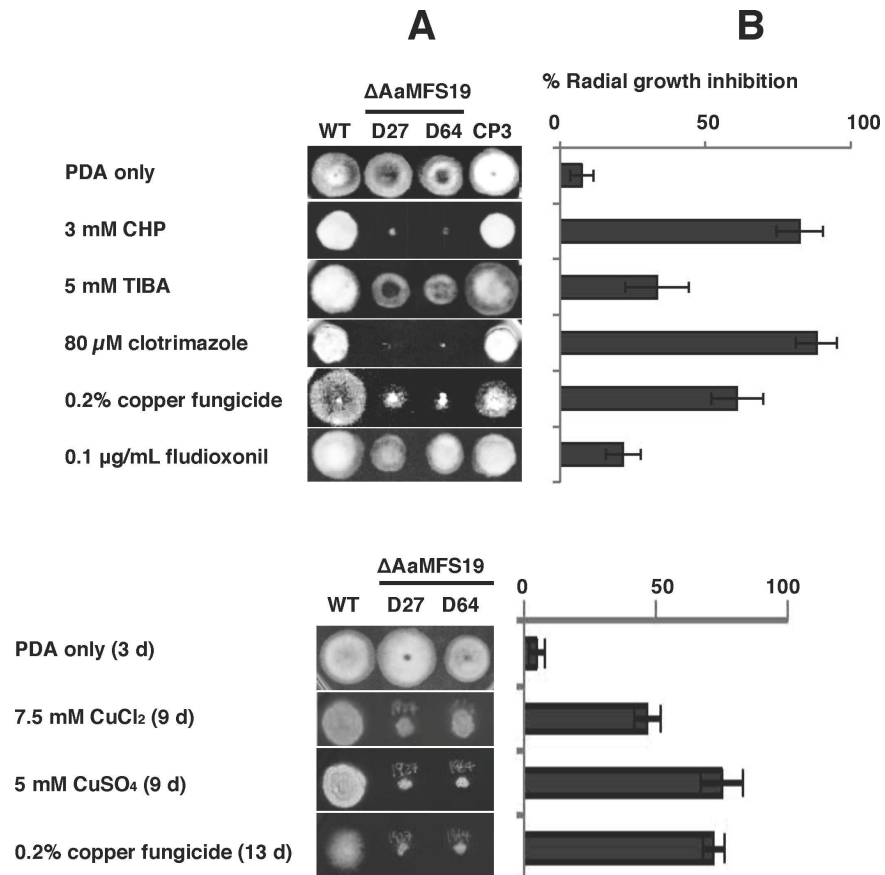 A B
% Radial growth inhibition
ΔAaMFS19
WT D27 D64 CP3
0 50 100
PDA only
3 mM CHP
5 mM TIBA
80 µM clotrimazole
0.2% copper fungicide
0.1 µg/mL fludioxonil
ΔAaMFS19
WT D27 D64
0 50 100
PDA only (3 d)
7.5 mM CuCl₂ (9 d)
5 mM CuSO₄ (9 d)
0.2% copper fungicide (13 d)